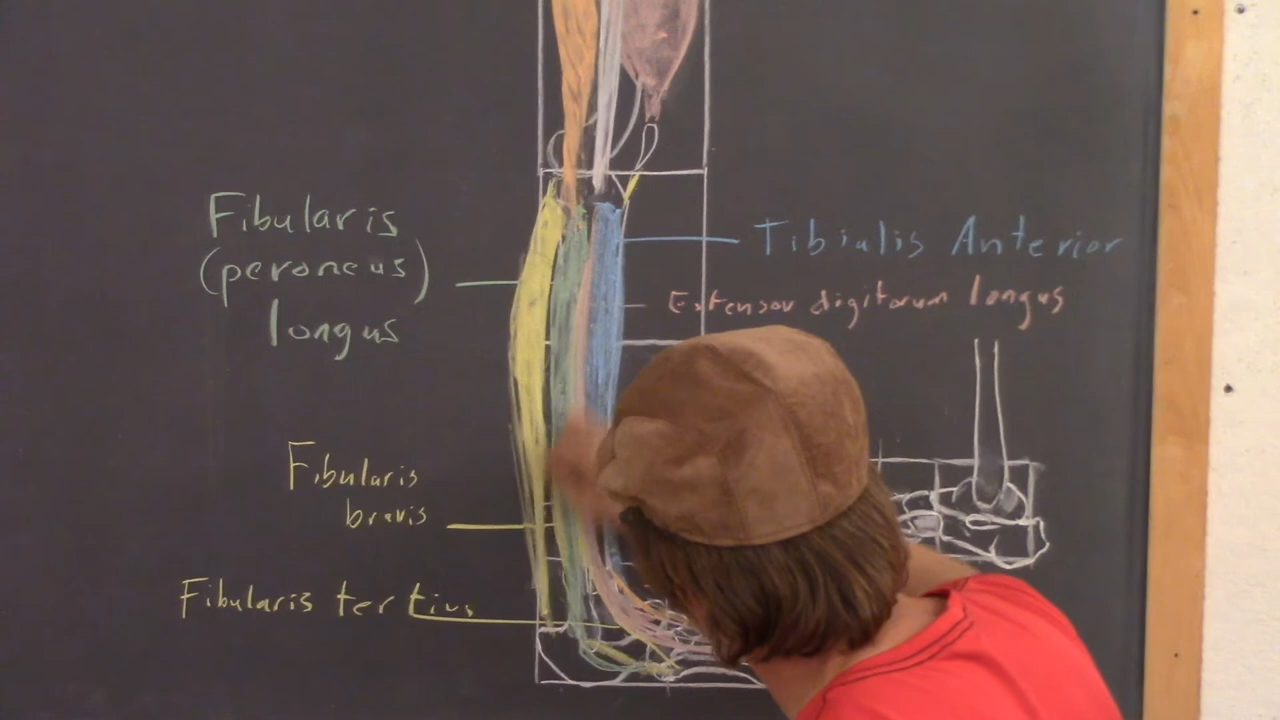 Fibularis
(peroneus)
longus
Tibialis Anterior
Extensor digitorum longus
Fibularis
brevis
Fibularis tertius